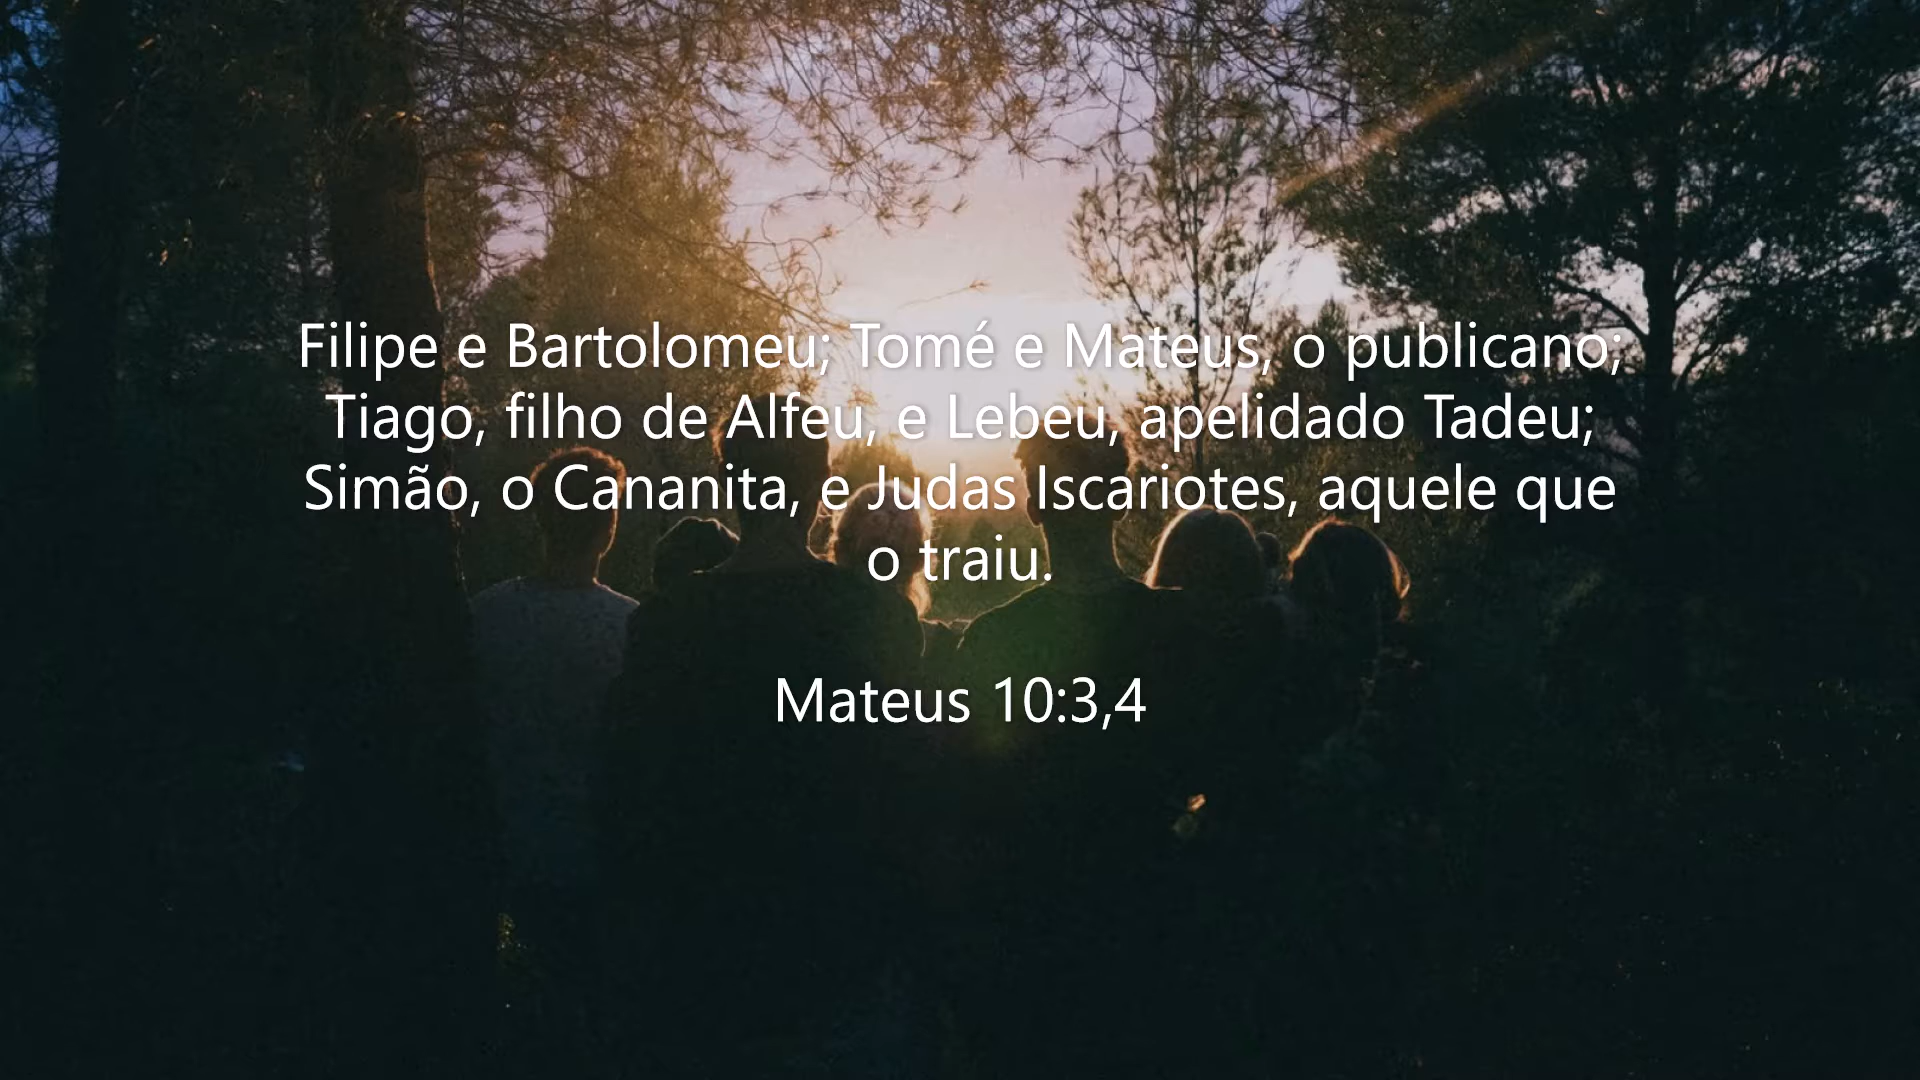 Filipe e Bartolomeu; Tomé e Mateus, o publicano;
Tiago, filho de Alfeu, e Lebeu, apelidado Tadeu;
Simão, o Cananita, e Judas Iscariotes, aquele que
o traiu.
Mateus 10:3,4